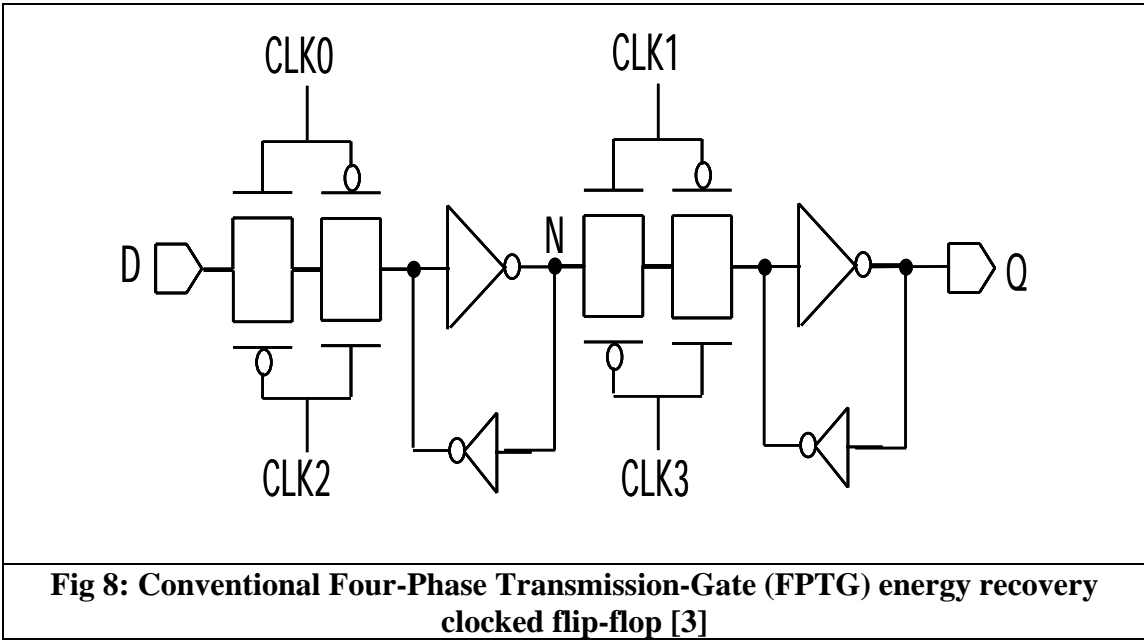 CLK0
CLK1
D
N
Q
CLK2
CLK3
Fig 8: Conventional Four-Phase Transmission-Gate (FPTG) energy recovery
clocked flip-flop [3]